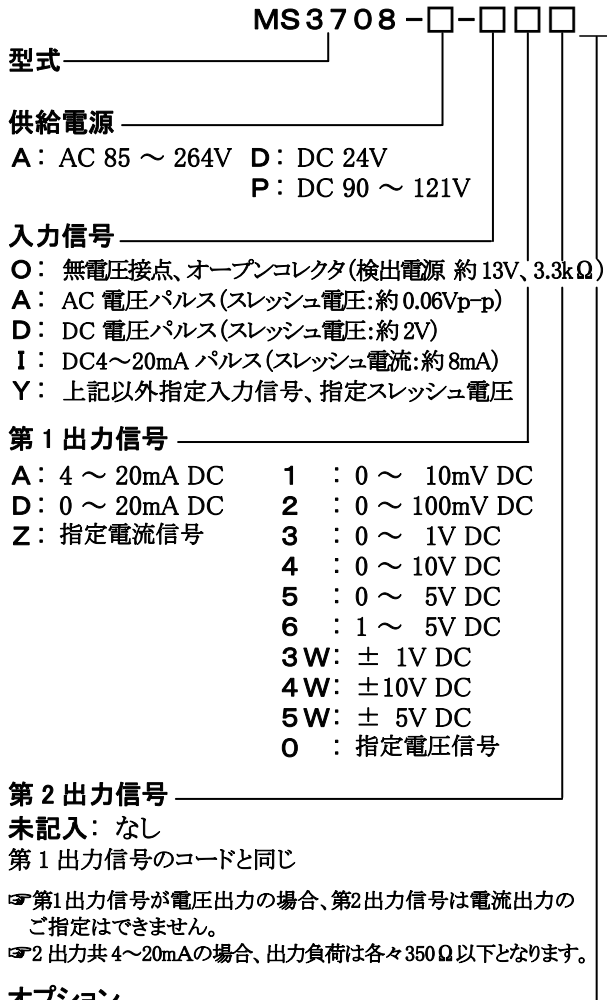 MS3708-□-□□□
型式
供給電源
A: AC 85 ～ 264V D: DC 24V
P: DC 90 ～ 121V
入力信号
O: 無電圧接点、オープンコレクタ(検出電源 約13V、3.3kΩ)
A: AC 電圧パルス(スレッシュ電圧:約0.06Vp-p)
D: DC 電圧パルス(スレッシュ電圧:約2V)
I: DC4～20mA パルス(スレッシュ電流:約8mA)
Y: 上記以外指定入力信号、指定スレッシュ電圧
第1出力信号
A: 4 ～ 20mA DC 1 : 0 ～ 10mV DC
D: 0 ～ 20mA DC 2 : 0 ～ 100mV DC
Z: 指定電流信号 3 : 0 ～ 1V DC
4 : 0 ～ 10V DC
5 : 0 ～ 5V DC
6 : 1 ～ 5V DC
3W: ± 1V DC
4W: ±10V DC
5W: ± 5V DC
0 : 指定電圧信号
第2出力信号
未記入: なし
第1出力信号のコードと同じ
☞第1出力信号が電圧出力の場合、第2出力信号は電流出力の
ご指定はできません。
☞2出力共4～20mAの場合、出力負荷は各々350Ω以下となります。
オプション